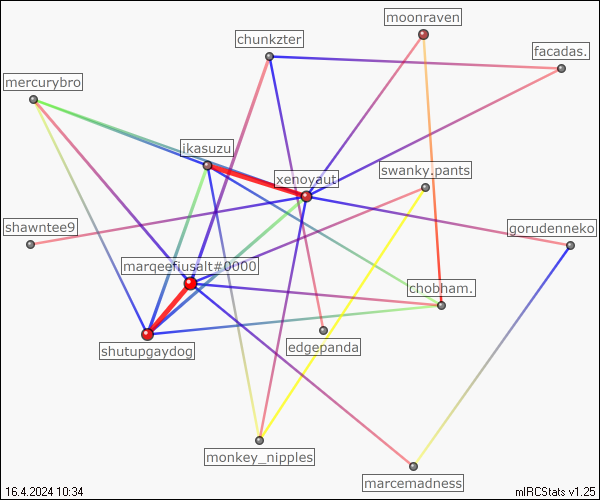 moonraven
chunkzter
facadas.
mercurybro
ikasuzu
swanky.pants
xenoyaut
shawntee9
gorudenneko
marqeefiusalt#0000
chobham.
shutupgaydog
edgepanda
monkey_nipples
marcemadness
16.4.2024 10:34
mIRCStats v1.25